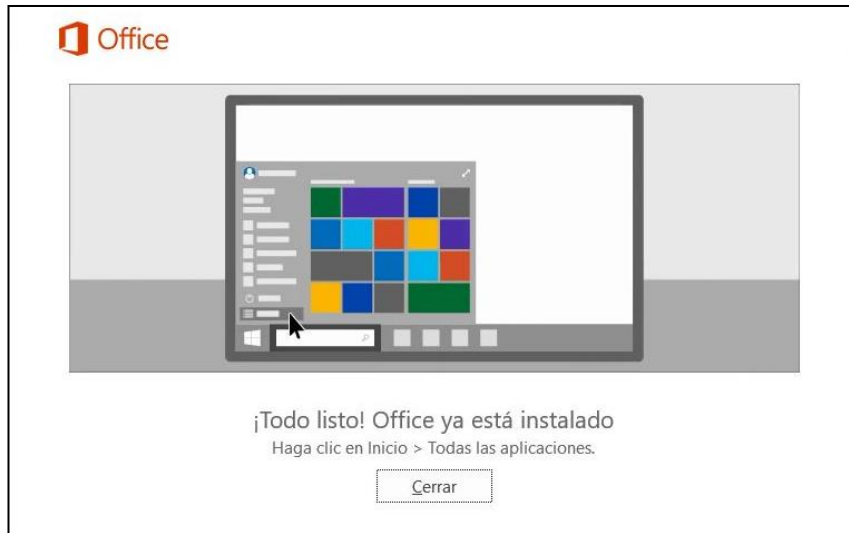 Office
¡Todo listo! Office ya está instalado
Haga clic en Inicio > Todas las aplicaciones.
Cerrar